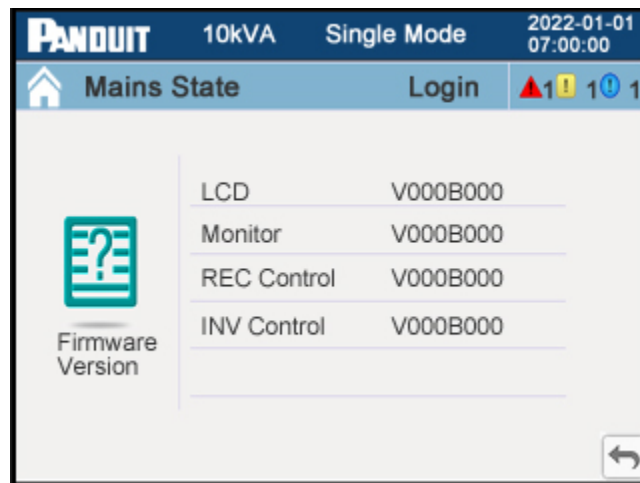 PANDUIT 10kVA Single Mode 2022-01-01
07:00:00
Mains State Login 1 ! 1 ! 1
LCD V000B000
Monitor V000B000
REC Control V000B000
INV Control V000B000
Firmware
Version